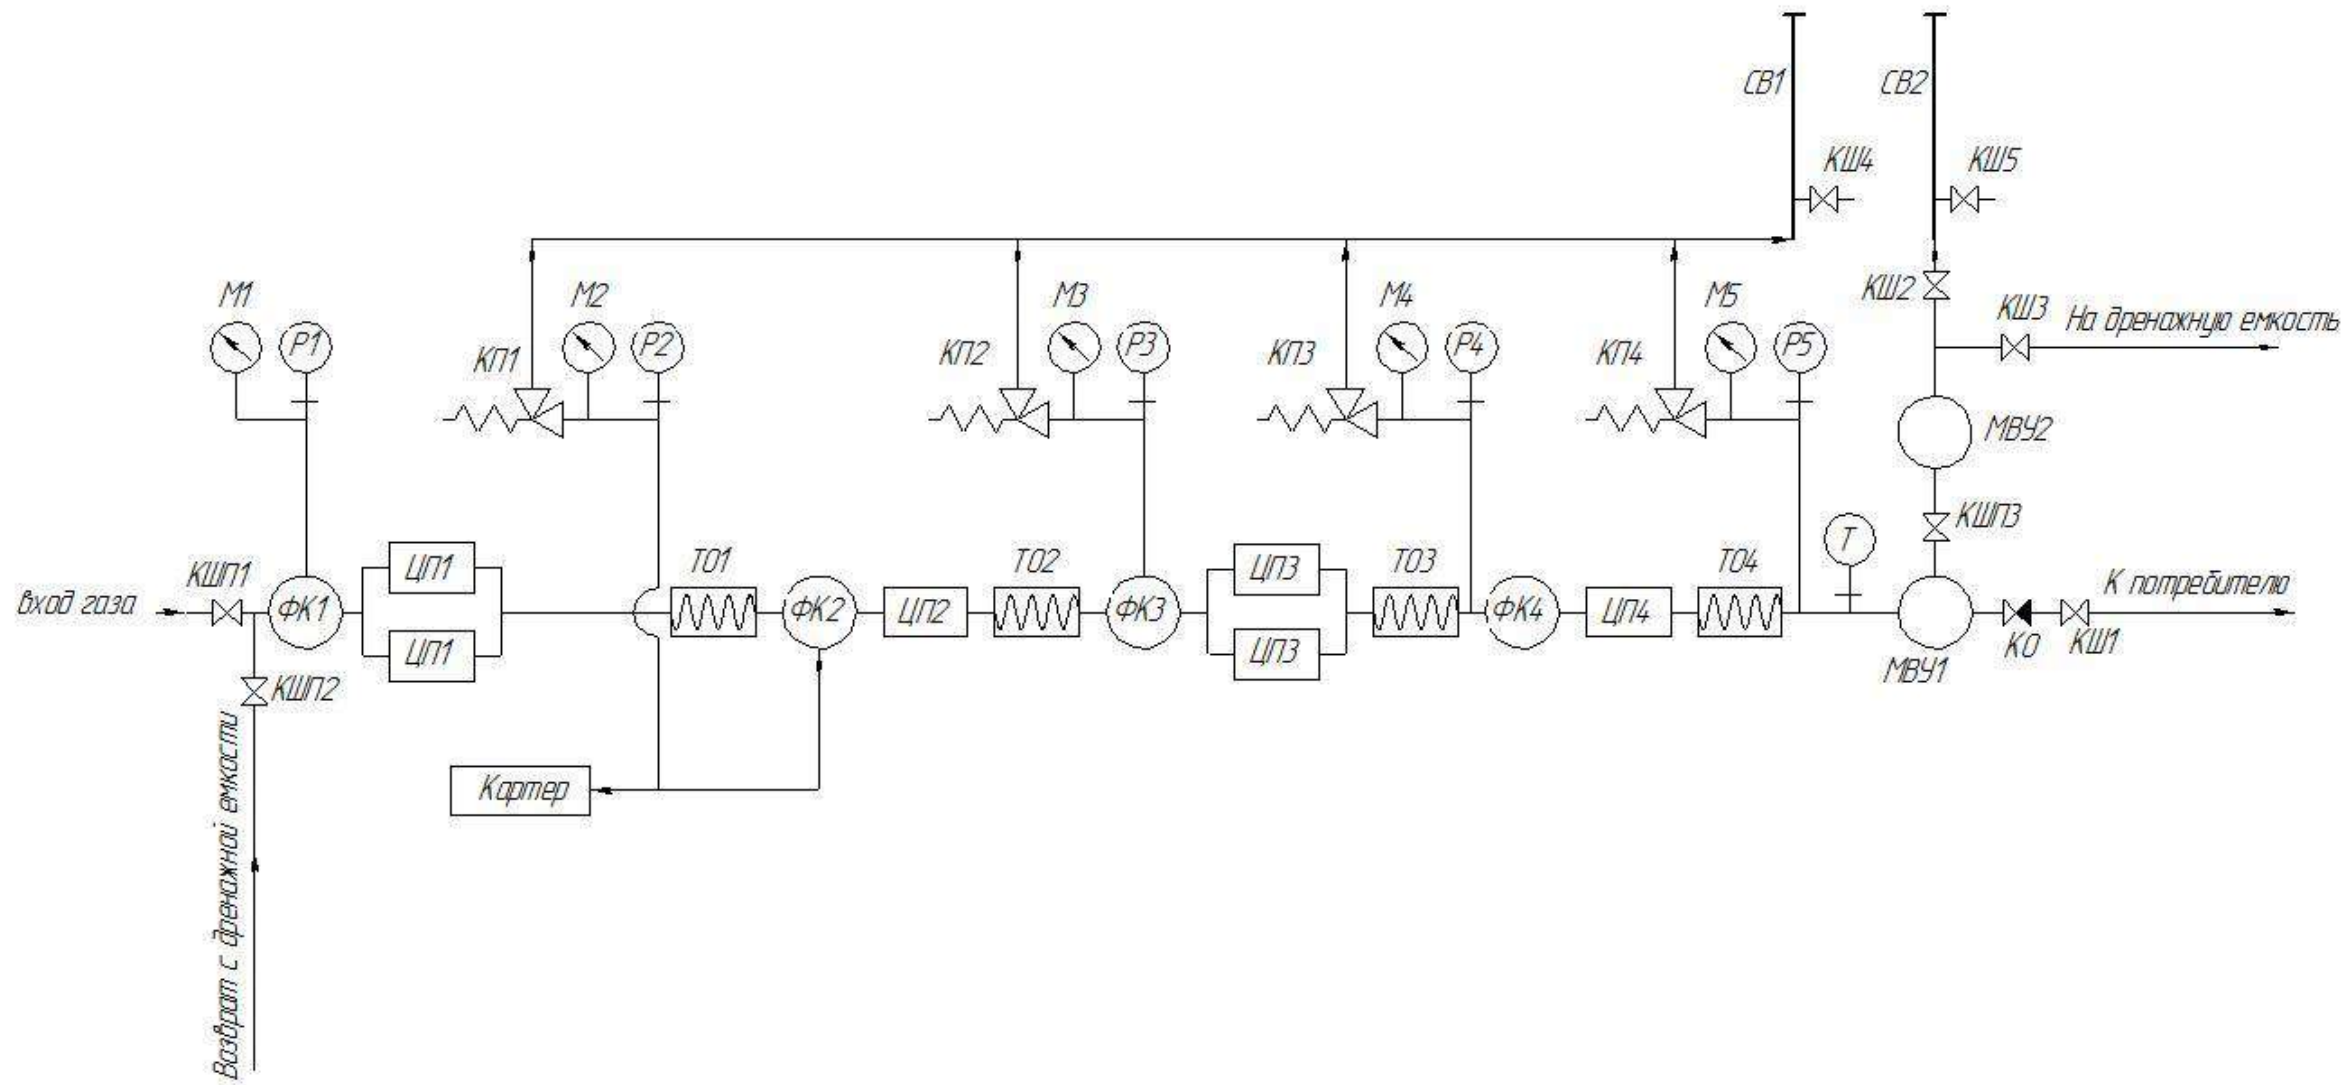 СВ1
СВ2
КШ4
КШ5
М1
М2
М3
М4
М5
КШ2
КШ3
На дренажную емкость
Р1
КП1
Р2
КП2
Р3
КП3
Р4
КП4
Р5
МВУ2
КШП3
вход газа
КШП1
ФК1
ЦП1
ЦП1
ТО1
ФК2
ЦП2
ТО2
ФК3
ЦП3
ЦП3
ТО3
ФК4
ЦП4
ТО4
Т
МВУ1
КО
КШ1
К потребителю
КШП2
Картер
Возврат с дренажной емкости